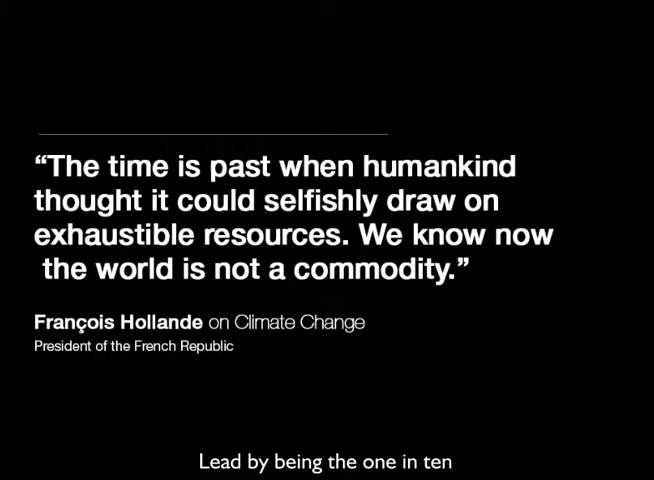 “The time is past when humankind
thought it could selfishly draw on
exhaustible resources. We know now
the world is not a commodity.”
François Hollande on Climate Change
President of the French Republic
Lead by being the one in ten